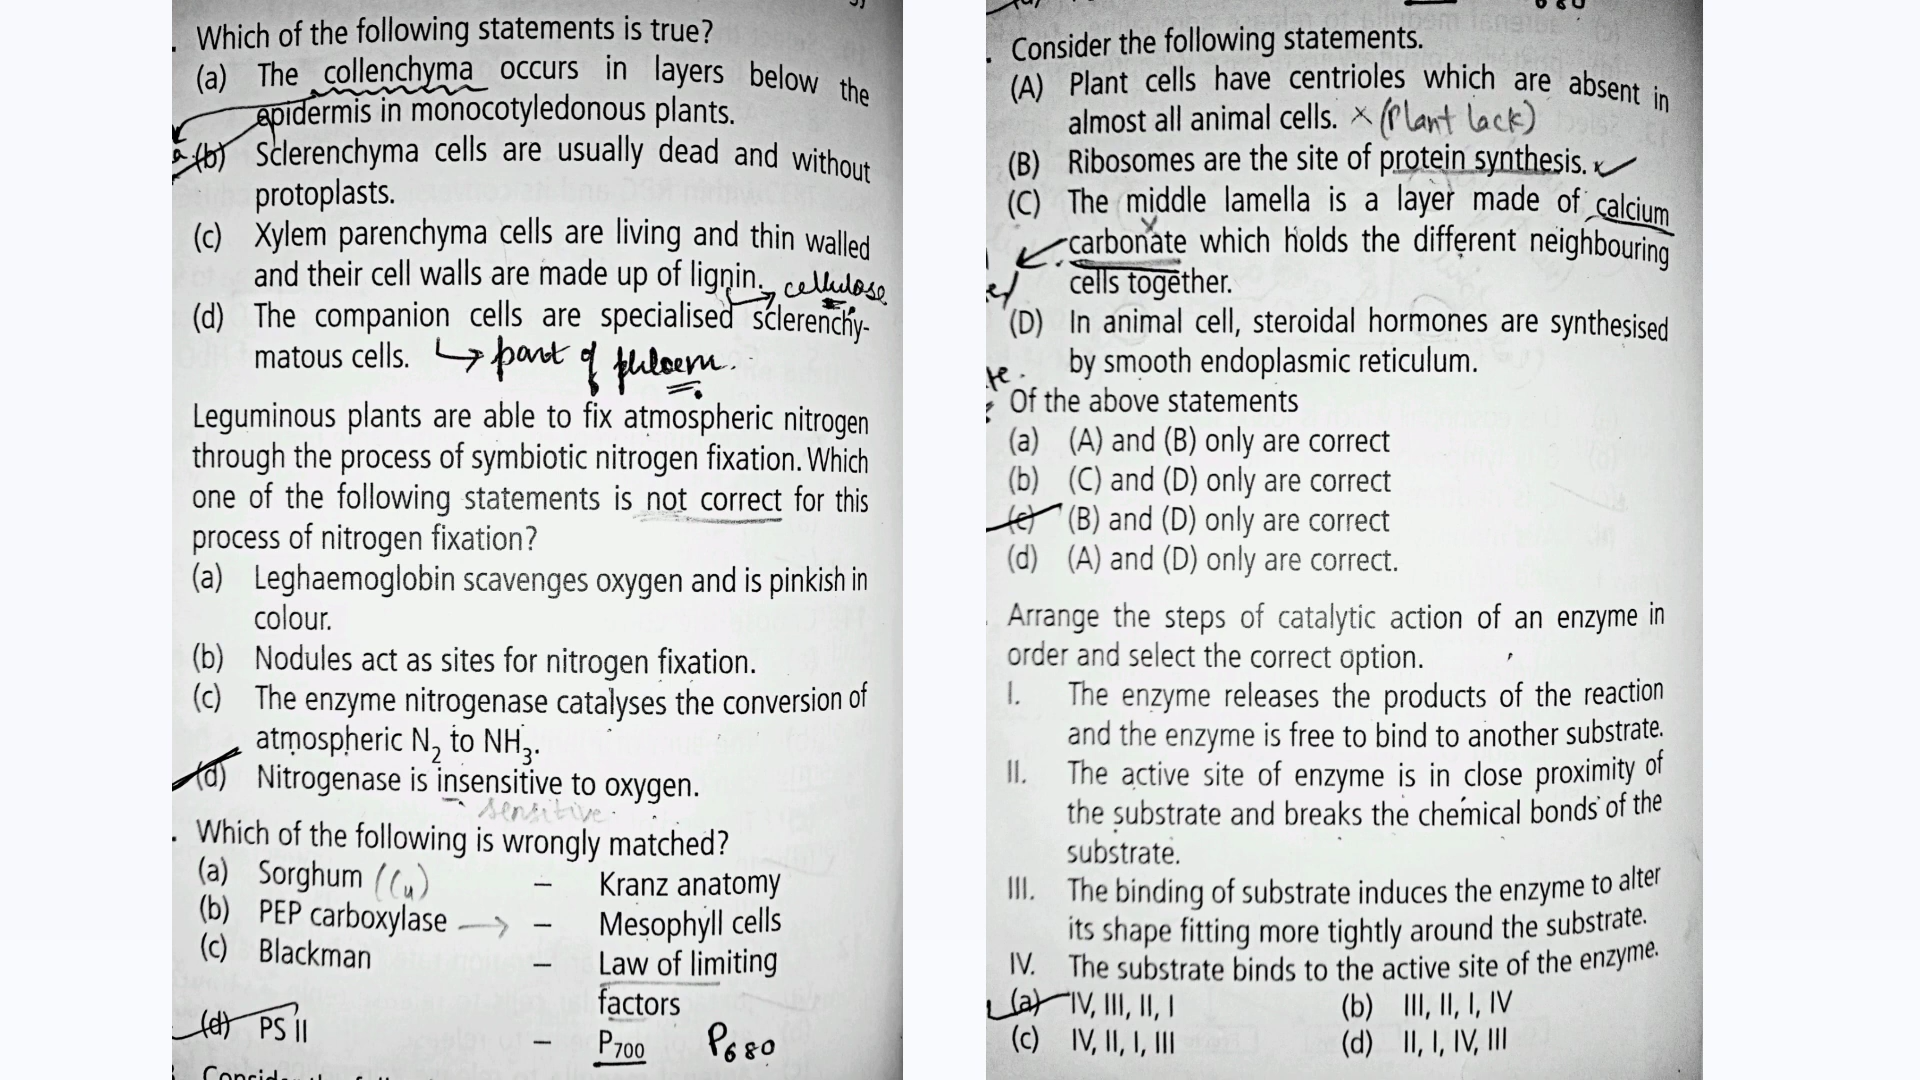 Which of the following statements is true?
(a) The collenchyma occurs in layers below the
epidermis in monocotyledonous plants.
(b) Sclerenchyma cells are usually dead and without
protoplasts.
(c) Xylem parenchyma cells are living and thin walled
and their cell walls are made up of lignin. cellulose
(d) The companion cells are specialised sclerenchy-
matous cells. part of phloem.
Leguminous plants are able to fix atmospheric nitrogen
through the process of symbiotic nitrogen fixation. Which
one of the following statements is not correct for this
process of nitrogen fixation?
(a) Leghaemoglobin scavenges oxygen and is pinkish in
colour.
(b) Nodules act as sites for nitrogen fixation.
(c) The enzyme nitrogenase catalyses the conversion of
atmospheric N2 to NH3.
(d) Nitrogenase is insensitive to oxygen.
sensitive
Which of the following is wrongly matched?
(a) Sorghum (C4) – Kranz anatomy
(b) PEP carboxylase → – Mesophyll cells
(c) Blackman – Law of limiting
factors
(d) PS II – P700 P680
Consider the following statements.
(A) Plant cells have centrioles which are absent in
almost all animal cells. × (Plant lack)
(B) Ribosomes are the site of protein synthesis.
(C) The middle lamella is a layer made of calcium
carbonate which holds the different neighbouring
cells together.
(D) In animal cell, steroidal hormones are synthesised
by smooth endoplasmic reticulum.
Of the above statements
(a) (A) and (B) only are correct
(b) (C) and (D) only are correct
(c) (B) and (D) only are correct
(d) (A) and (D) only are correct.
Arrange the steps of catalytic action of an enzyme in
order and select the correct option.
I. The enzyme releases the products of the reaction
and the enzyme is free to bind to another substrate.
II. The active site of enzyme is in close proximity of
the substrate and breaks the chemical bonds of the
substrate.
III. The binding of substrate induces the enzyme to alter
its shape fitting more tightly around the substrate.
IV. The substrate binds to the active site of the enzyme.
(a) IV, III, II, I (b) III, II, I, IV
(c) IV, II, I, III (d) II, I, IV, III